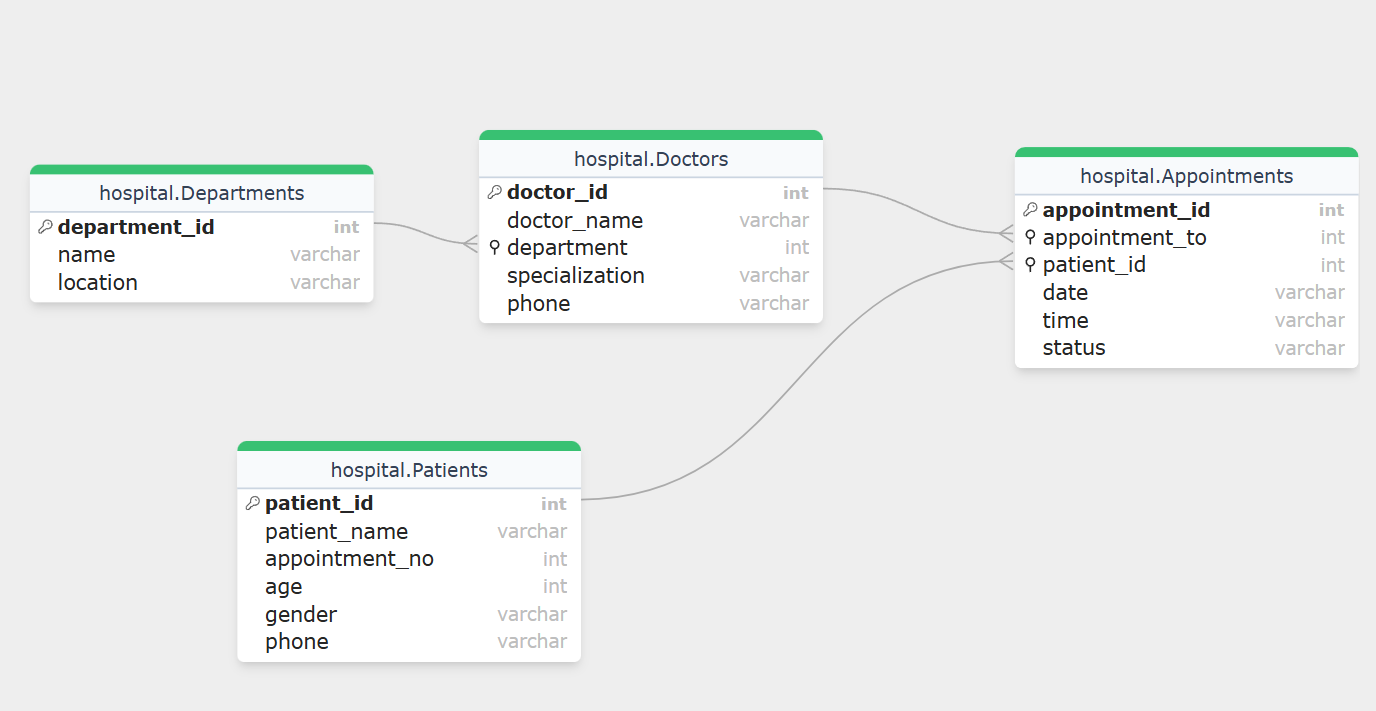 hospital.Departments
department_id int
name varchar
location varchar
hospital.Doctors
doctor_id int
doctor_name varchar
department int
specialization varchar
phone varchar
hospital.Appointments
appointment_id int
appointment_to int
patient_id int
date varchar
time varchar
status varchar
hospital.Patients
patient_id int
patient_name varchar
appointment_no int
age int
gender varchar
phone varchar